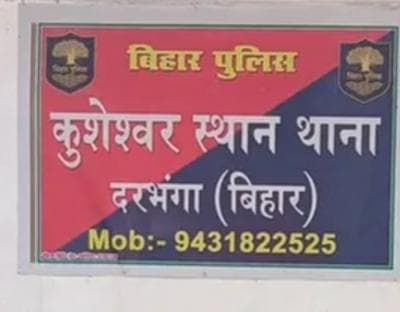 बिहार पुलिस
कुशेश्वर स्थान थाना
दरभंगा (बिहार)
Mob:- 9431822525